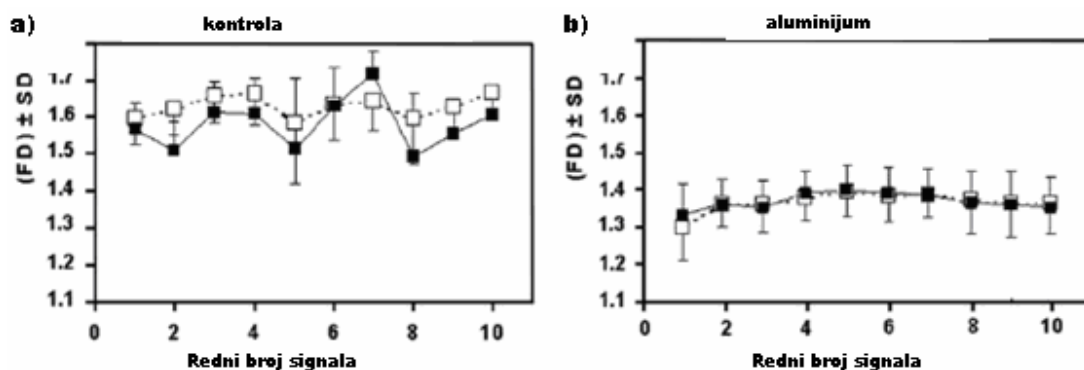 a) kontrola
b) aluminijum
(FD) ± SD
1.7
1.6
1.5
1.4
1.3
1.2
1.1
0 2 4 6 8 10
Redni broj signala
(FD) ± SD
1.7
1.6
1.5
1.4
1.3
1.2
1.1
0 2 4 6 8 10
Redni broj signala